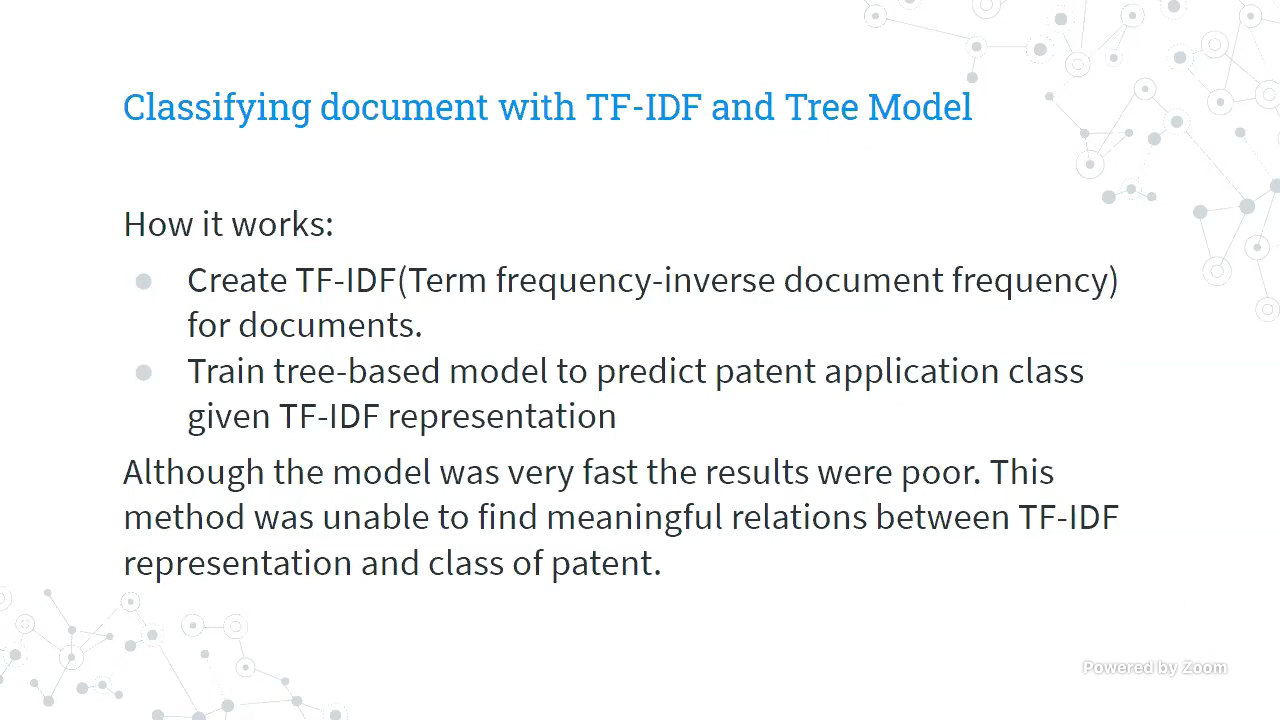 Classifying document with TF-IDF and Tree Model
How it works:
Create TF-IDF(Term frequency-inverse document frequency)
for documents.
Train tree-based model to predict patent application class
given TF-IDF representation
Although the model was very fast the results were poor. This
method was unable to find meaningful relations between TF-IDF
representation and class of patent.
Powered by Zoom